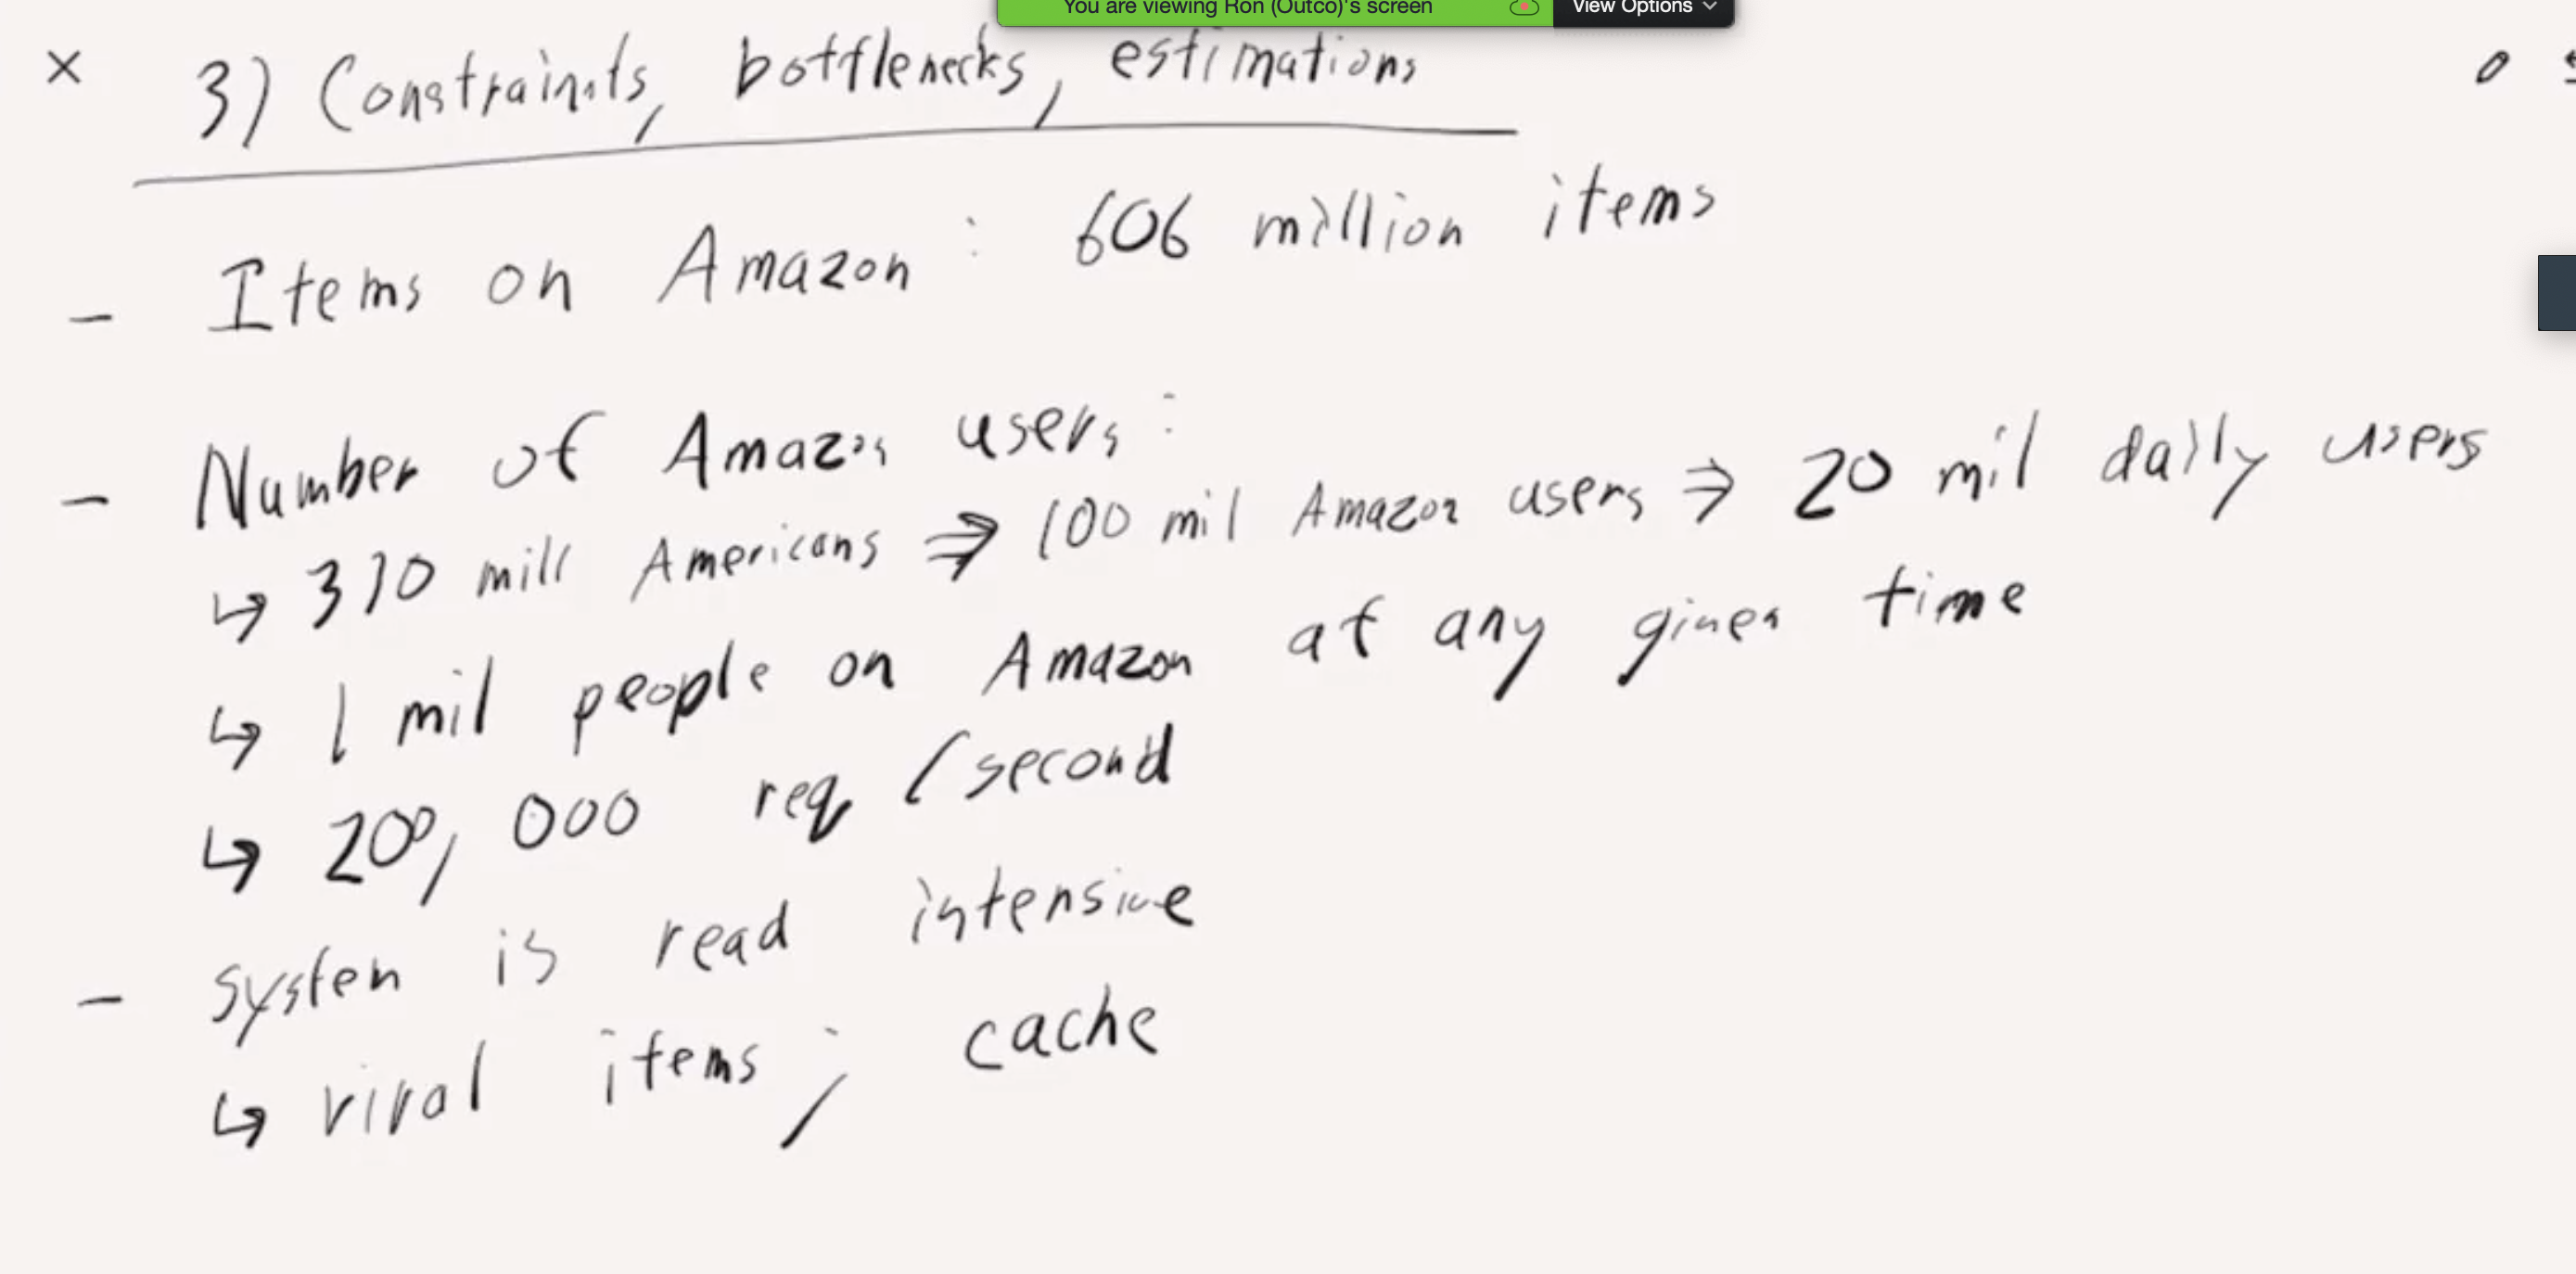 You are viewing Ron (Outco)'s screen
View Options
3) Constraints, bottlenecks, estimations
- Items on Amazon: 606 million items
- Number of Amazon users:
↳ 310 mill Americans ⇒ 100 mil Amazon users ⇒ 20 mil daily users
↳ 1 mil people on Amazon at any given time
↳ 200,000 req/second
- system is read intensive
↳ viral items; cache